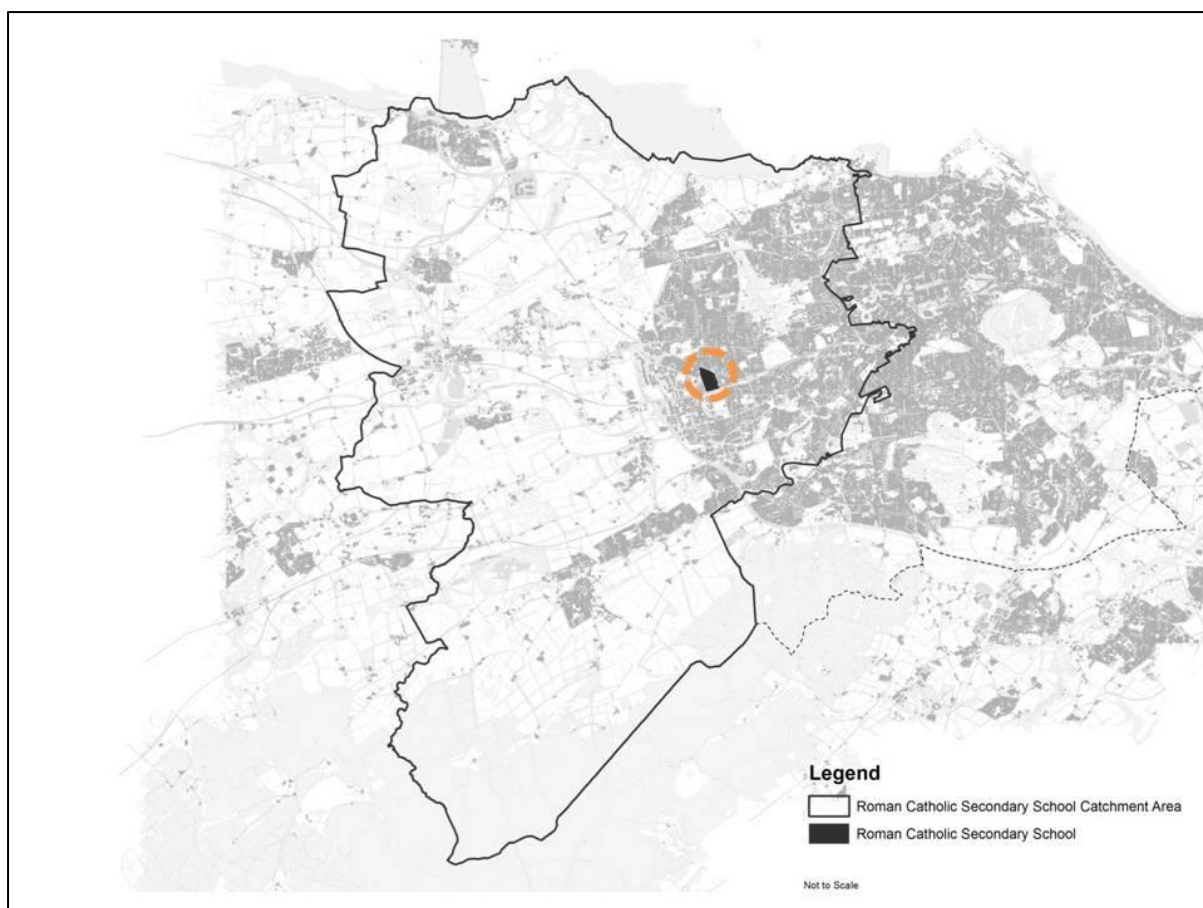 Legend
Roman Catholic Secondary School Catchment Area
Roman Catholic Secondary School
Not to Scale